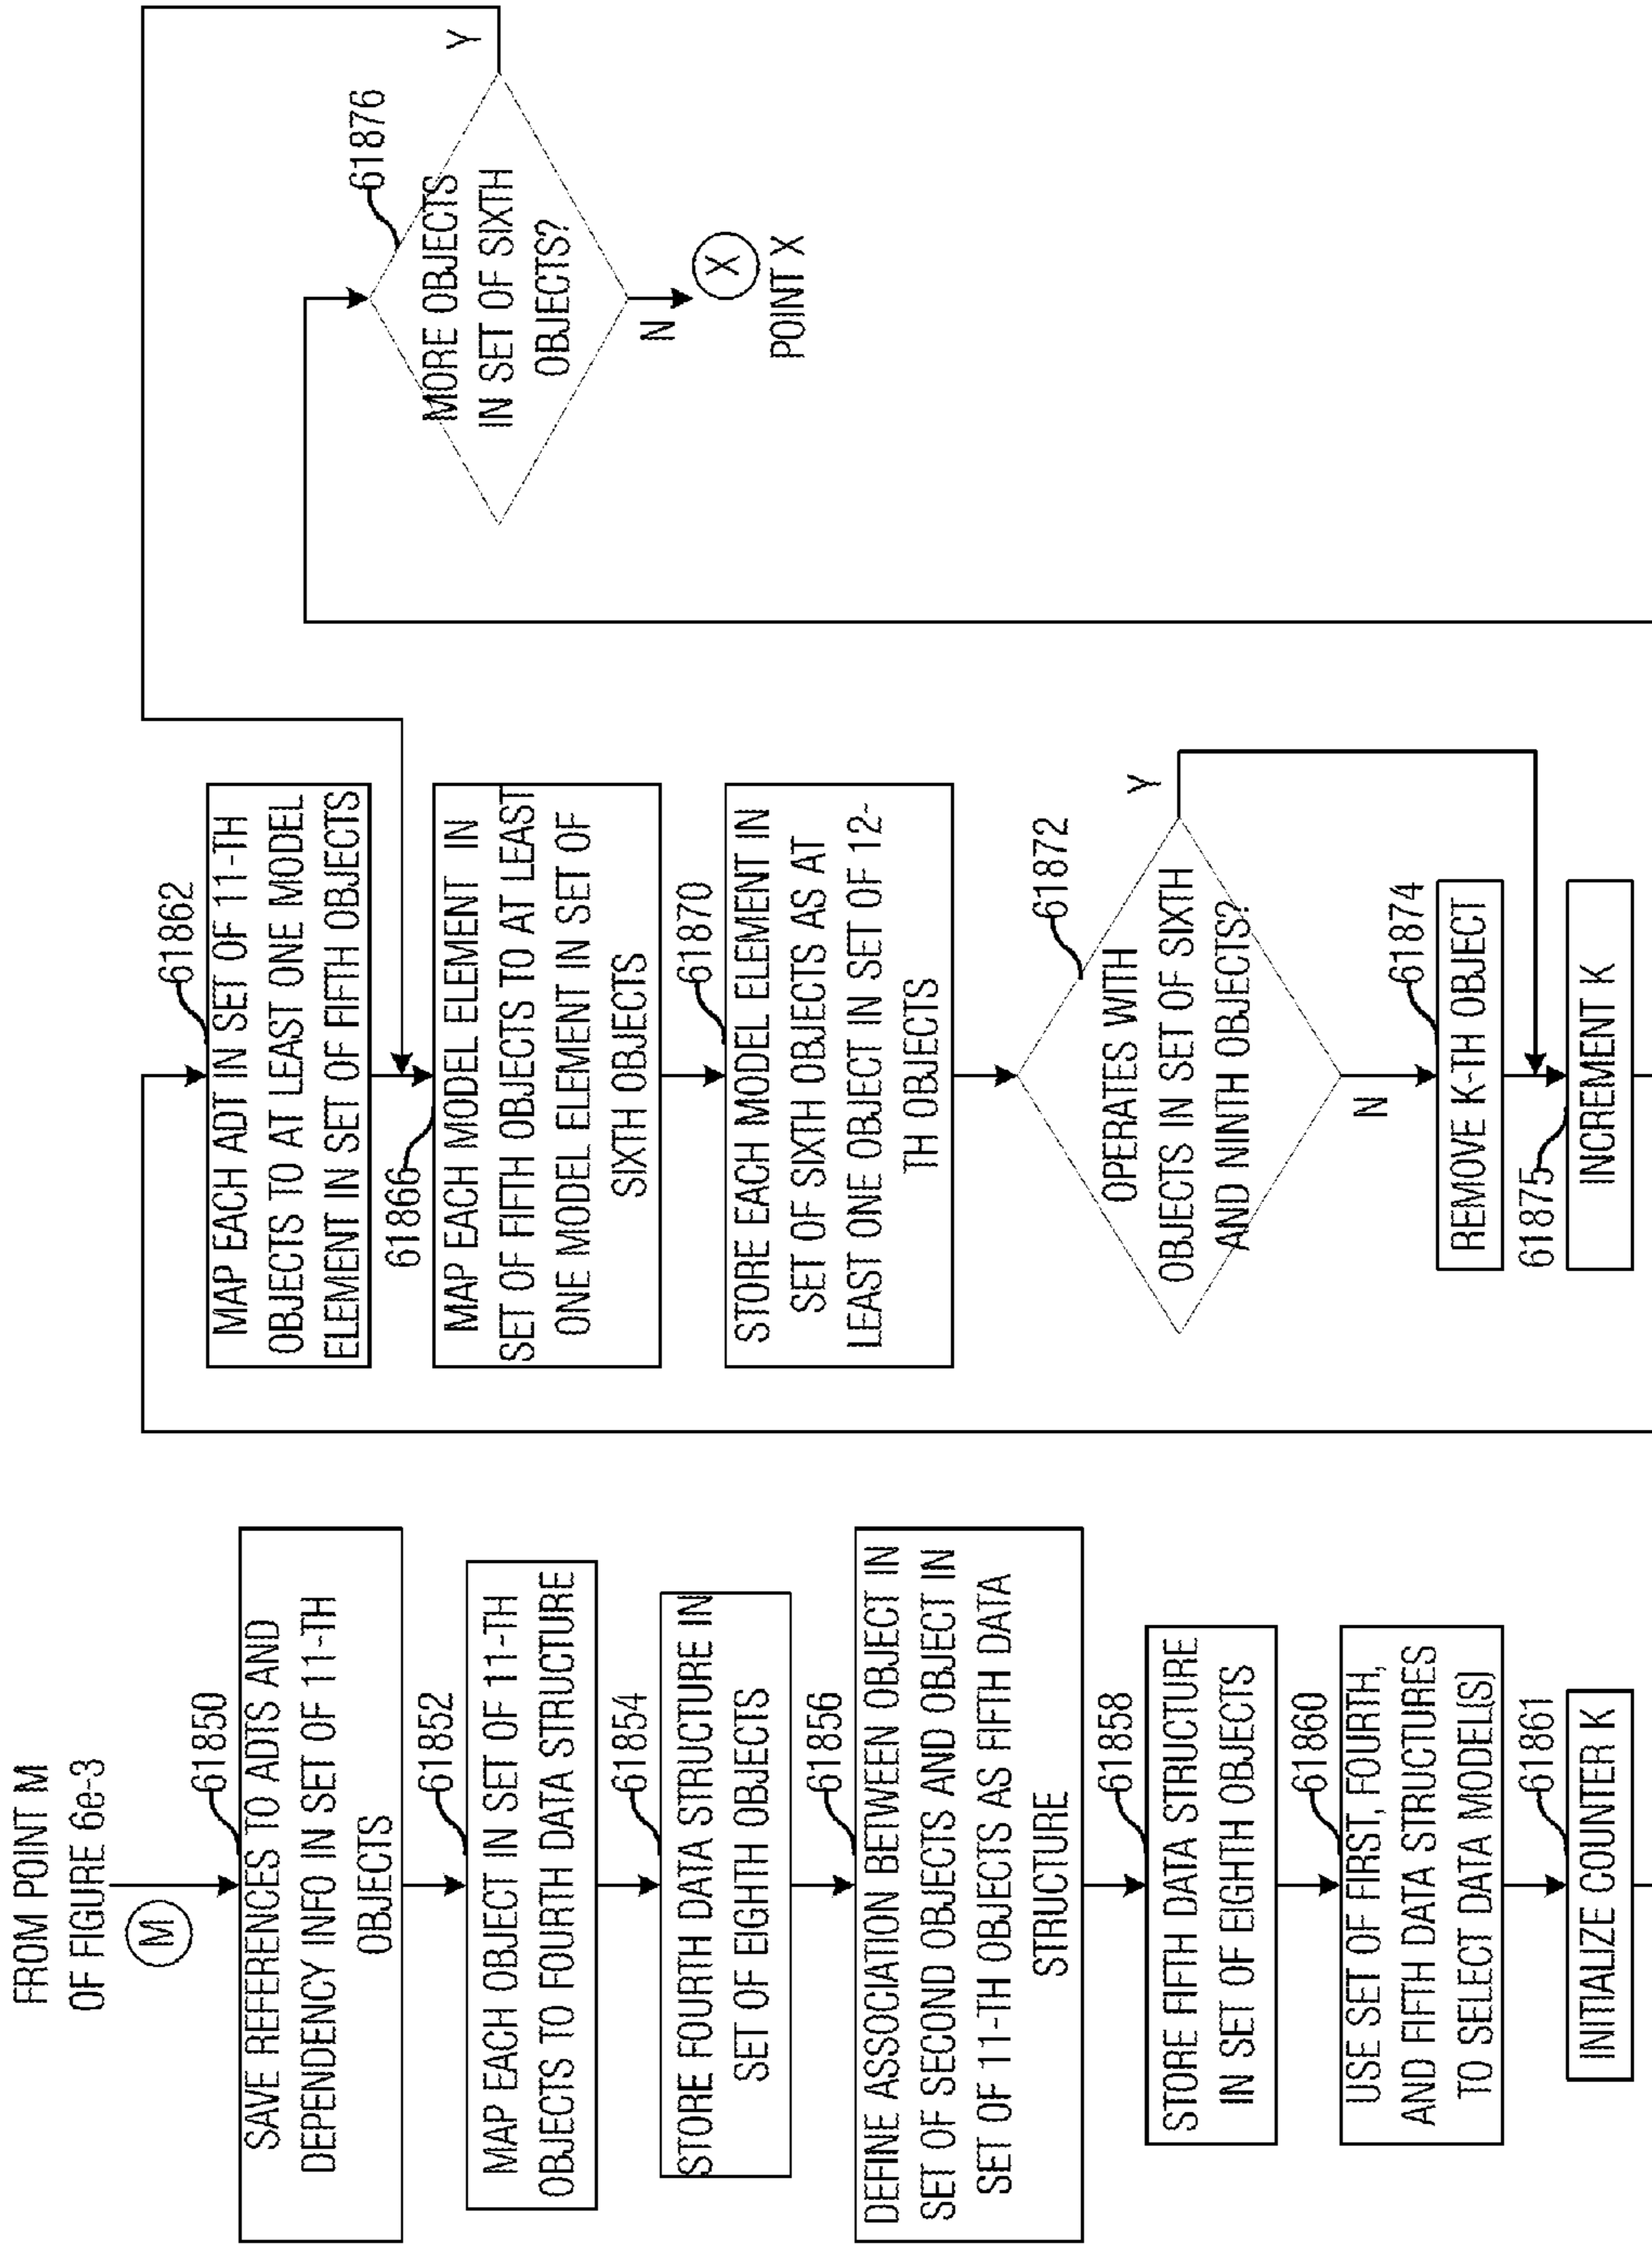 FROM POINT M
OF FIGURE 6e-3
M
61850
SAVE REFERENCES TO ADTS AND
DEPENDENCY INFO IN SET OF 11-TH
OBJECTS
61852
MAP EACH OBJECT IN SET OF 11-TH
OBJECTS TO FOURTH DATA STRUCTURE
61854
STORE FOURTH DATA STRUCTURE IN
SET OF EIGHTH OBJECTS
61856
DEFINE ASSOCIATION BETWEEN OBJECT IN
SET OF SECOND OBJECTS AND OBJECT IN
SET OF 11-TH OBJECTS AS FIFTH DATA
STRUCTURE
61858
STORE FIFTH DATA STRUCTURE
IN SET OF EIGHTH OBJECTS
61860
USE SET OF FIRST, FOURTH,
AND FIFTH DATA STRUCTURES
TO SELECT DATA MODEL(S)
61861
INITIALIZE COUNTER K
61862
MAP EACH ADT IN SET OF 11-TH
OBJECTS TO AT LEAST ONE MODEL
ELEMENT IN SET OF FIFTH OBJECTS
61866
MAP EACH MODEL ELEMENT IN
SET OF FIFTH OBJECTS TO AT LEAST
ONE MODEL ELEMENT IN SET OF
SIXTH OBJECTS
61870
STORE EACH MODEL ELEMENT IN
SET OF SIXTH OBJECTS AS AT
LEAST ONE OBJECT IN SET OF 12-
TH OBJECTS
61872
OPERATES WITH
OBJECTS IN SET OF SIXTH
AND NINTH OBJECTS?
Y
N
61874
REMOVE K-TH OBJECT
61875
INCREMENT K
61876
MORE OBJECTS
IN SET OF SIXTH
OBJECTS?
Y
N
X
POINT X